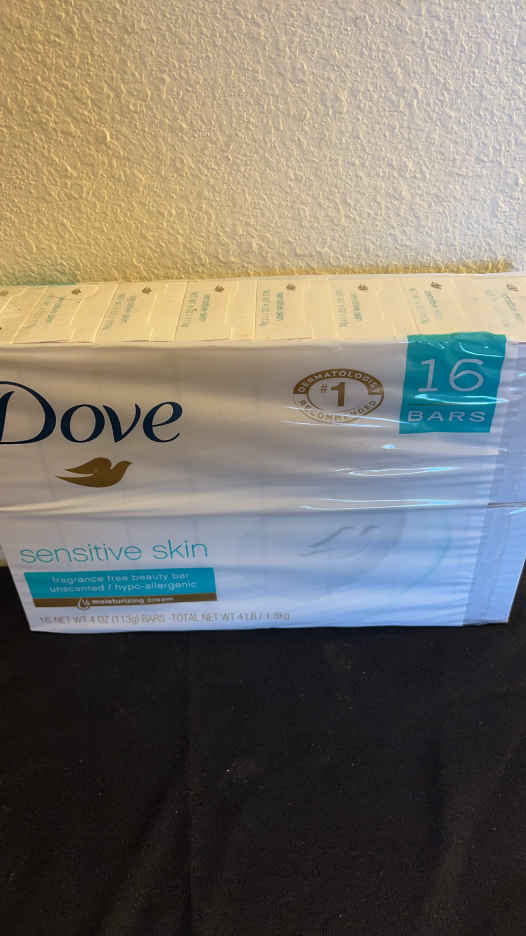 Dove
DERMATOLOGIST
#1
RECOMMENDED
16
BARS
sensitive skin
fragrance free beauty bar
unscented / hypo-allergenic
¼ moisturizing cream
16-NET WT 4 OZ (113g) BARS -TOTAL NET WT 4 LB / 1.8kg